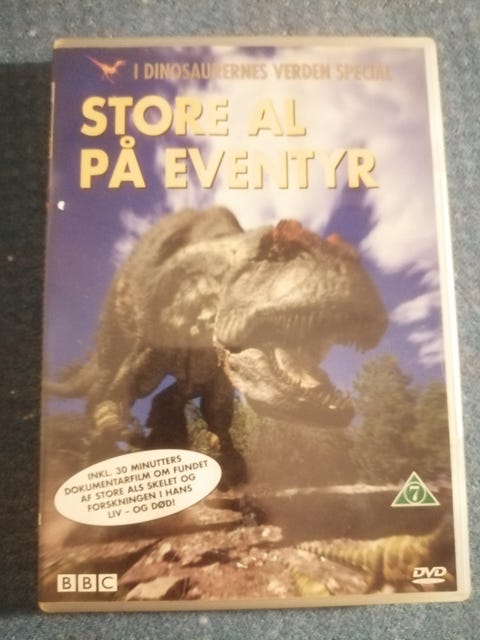 I DINOSAURERNES VERDEN SPECIAL
STORE AL
PÅ EVENTYR
INKL. 30 MINUTTERS
DOKUMENTARFILM OM FUNDET
AF STORE ALS SKELET OG
FORSKNINGEN I HANS
LIV – OG DØD!
7
BBC
DVD